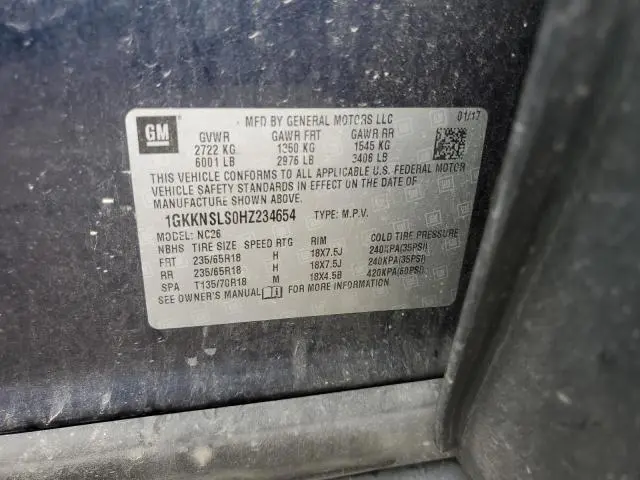 GM
MFD BY GENERAL MOTORS LLC
01/17
GVWR GAWR FRT GAWR RR
2722 KG 1350 KG 1545 KG
6001 LB 2976 LB 3406 LB
THIS VEHICLE CONFORMS TO ALL APPLICABLE U.S. FEDERAL MOTOR
VEHICLE SAFETY STANDARDS IN EFFECT ON THE DATE OF
MANUFACTURE SHOWN ABOVE.
1GKKNSLS0HZ234654 TYPE: M.P.V.
MODEL: NC26
NBHS TIRE SIZE SPEED RTG RIM COLD TIRE PRESSURE
FRT 235/65R18 H 18X7.5J 240KPA(35PSI)
RR 235/65R18 H 18X7.5J 240KPA(35PSI)
SPA T135/70R18 M 18X4.5B 420KPA(60PSI)
SEE OWNER'S MANUAL FOR MORE INFORMATION